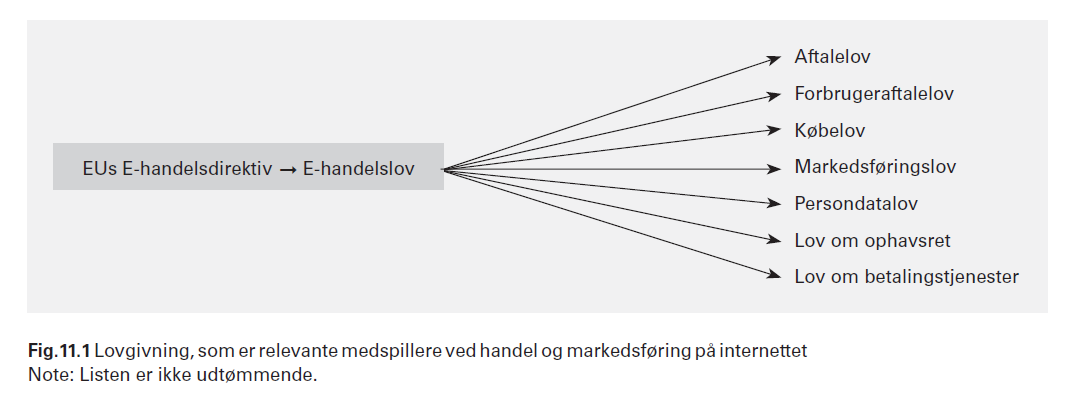 Aftalelov
Forbrugeraftalelov
Købelov
EUs E-handelsdirektiv → E-handelslov
Markedsføringslov
Persondatalov
Lov om ophavsret
Lov om betalingstjenester
Fig.11.1 Lovgivning, som er relevante medspillere ved handel og markedsføring på internettet
Note: Listen er ikke udtømmende.